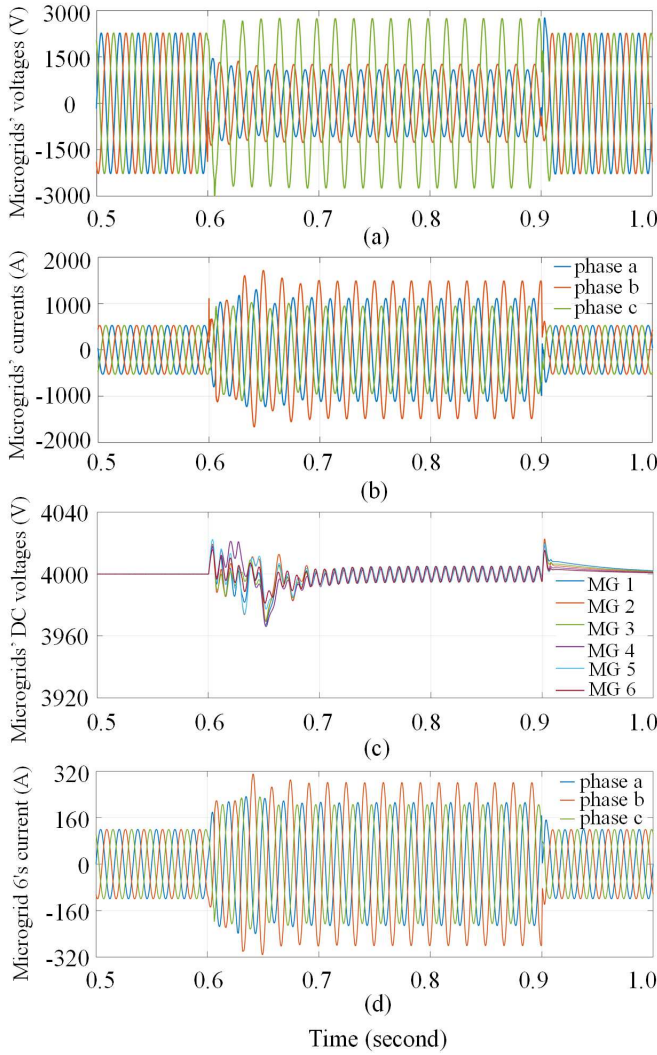 Microgrids' voltages (V)
3000
1500
0
-1500
-3000
0.5 0.6 0.7 0.8 0.9 1.0
(a)
Microgrids' currents (A)
2000
1000
0
-1000
-2000
phase a
phase b
phase c
0.5 0.6 0.7 0.8 0.9 1.0
(b)
Microgrids' DC voltages (V)
4040
4000
3960
3920
MG 1
MG 2
MG 3
MG 4
MG 5
MG 6
0.5 0.6 0.7 0.8 0.9 1.0
(c)
Microgrid 6's current (A)
320
160
0
-160
-320
phase a
phase b
phase c
0.5 0.6 0.7 0.8 0.9 1.0
(d)
Time (second)